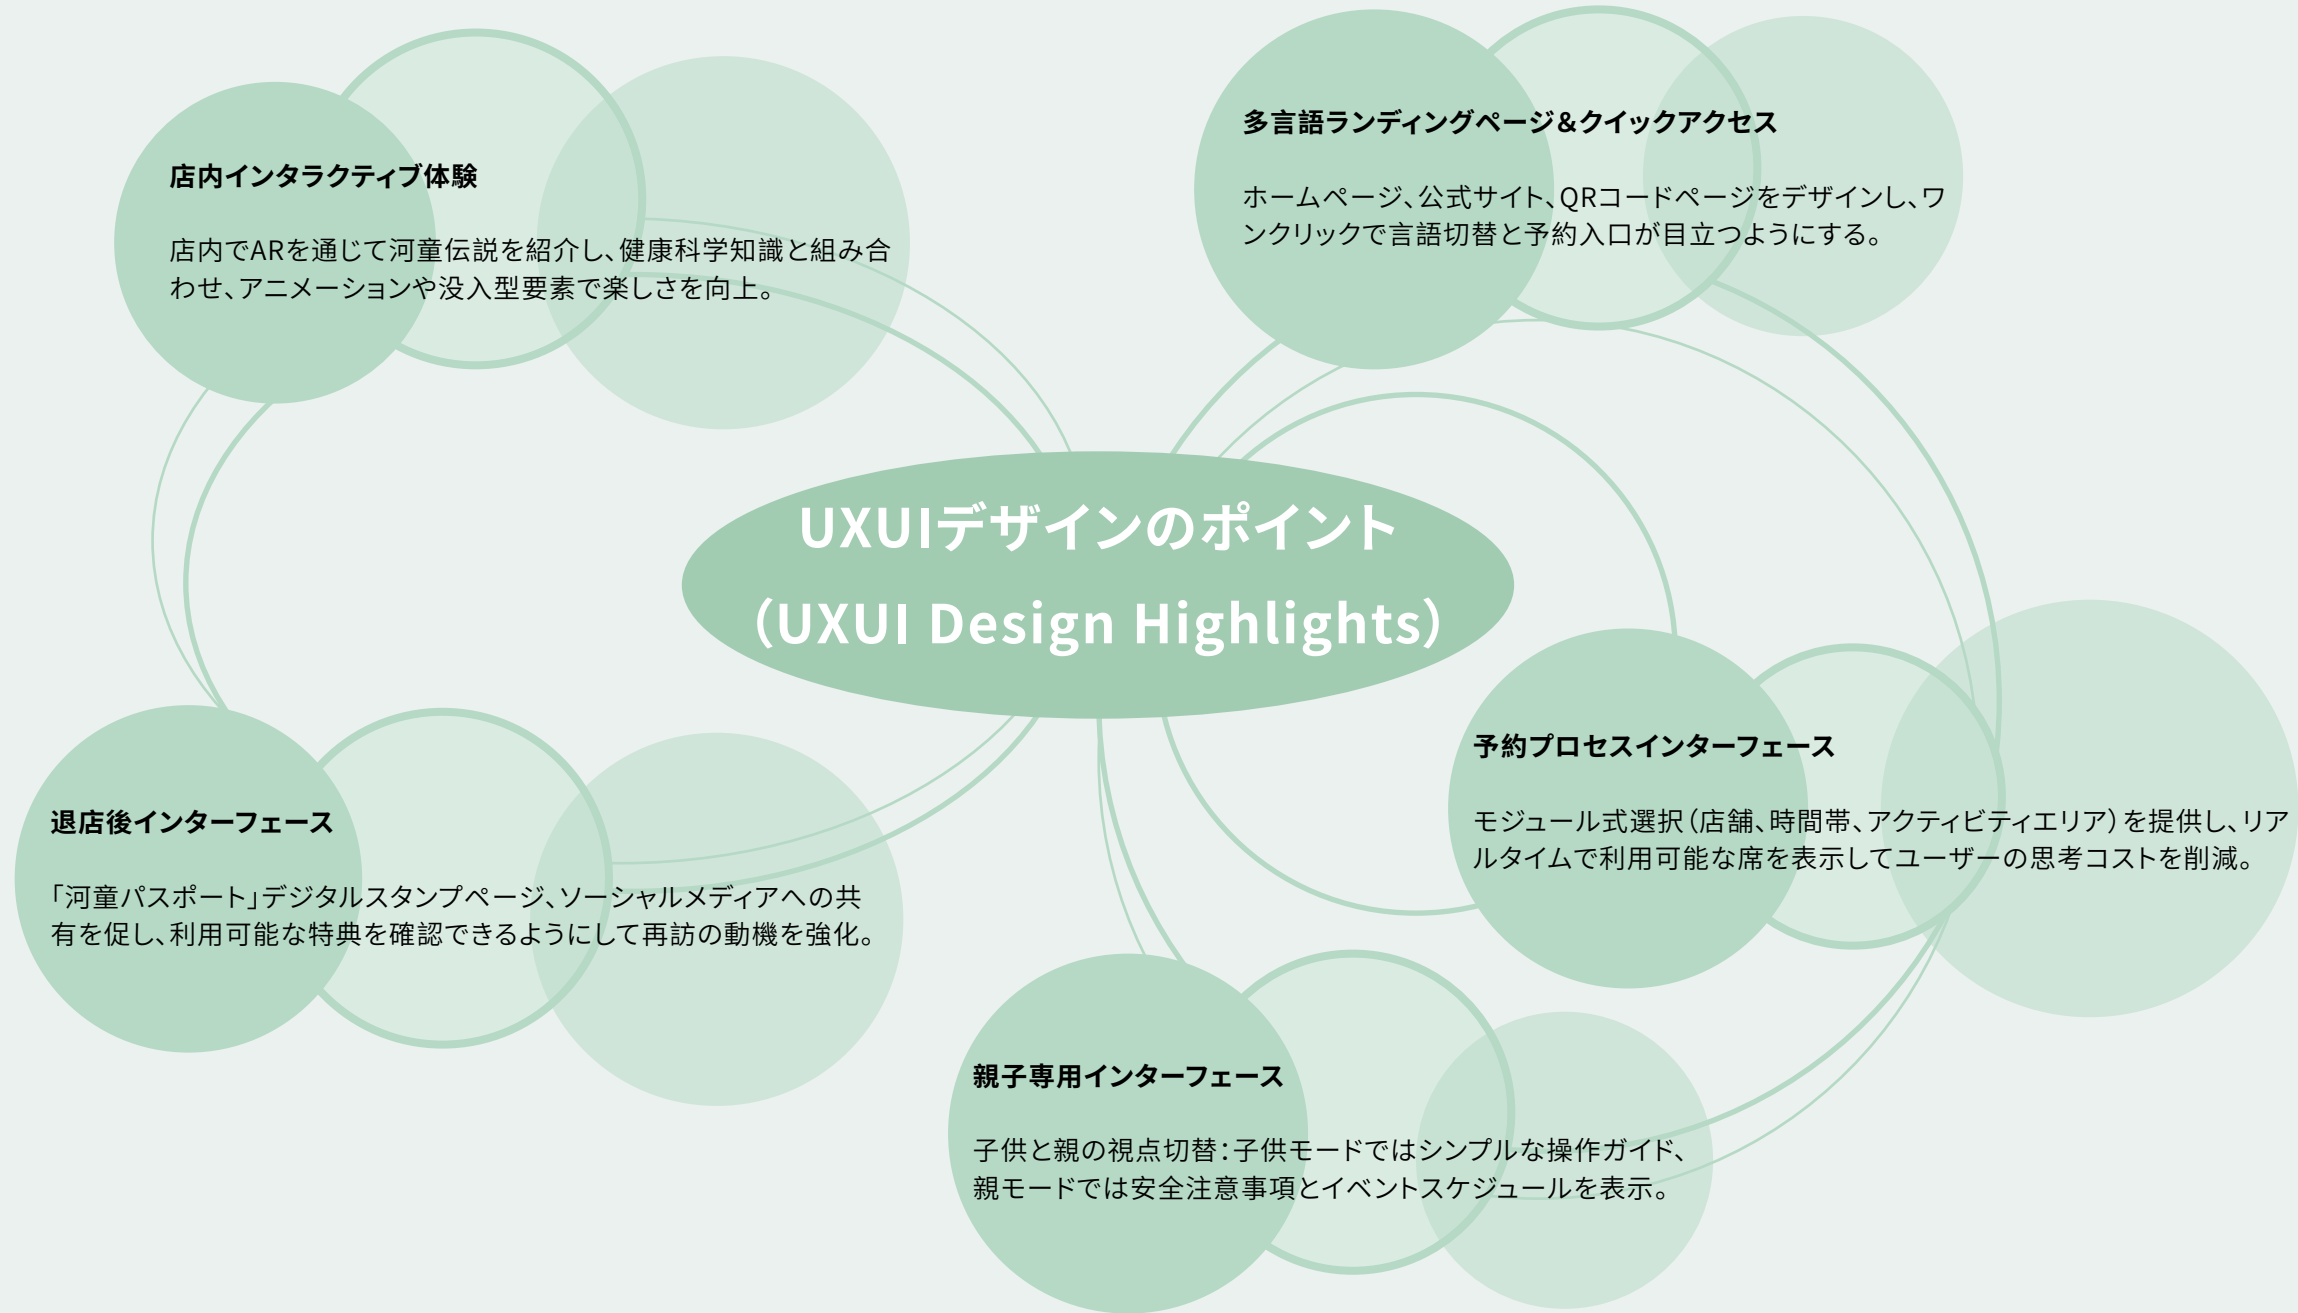 UXUIデザインのポイント
（UXUI Design Highlights）
店内インタラクティブ体験
店内でARを通じて河童伝説を紹介し、健康科学知識と組み合
わせ、アニメーションや没入型要素で楽しさを向上。
多言語ランディングページ&クイックアクセス
ホームページ、公式サイト、QRコードページをデザインし、ワ
ンクリックで言語切替と予約入口が目立つようにする。
予約プロセスインターフェース
モジュール式選択（店舗、時間帯、アクティビティエリア）を提供し、リア
ルタイムで利用可能な席を表示してユーザーの思考コストを削減。
退店後インターフェース
「河童パスポート」デジタルスタンプページ、ソーシャルメディアへの共
有を促し、利用可能な特典を確認できるようにして再訪の動機を強化。
親子専用インターフェース
子供と親の視点切替：子供モードではシンプルな操作ガイド、
親モードでは安全注意事項とイベントスケジュールを表示。